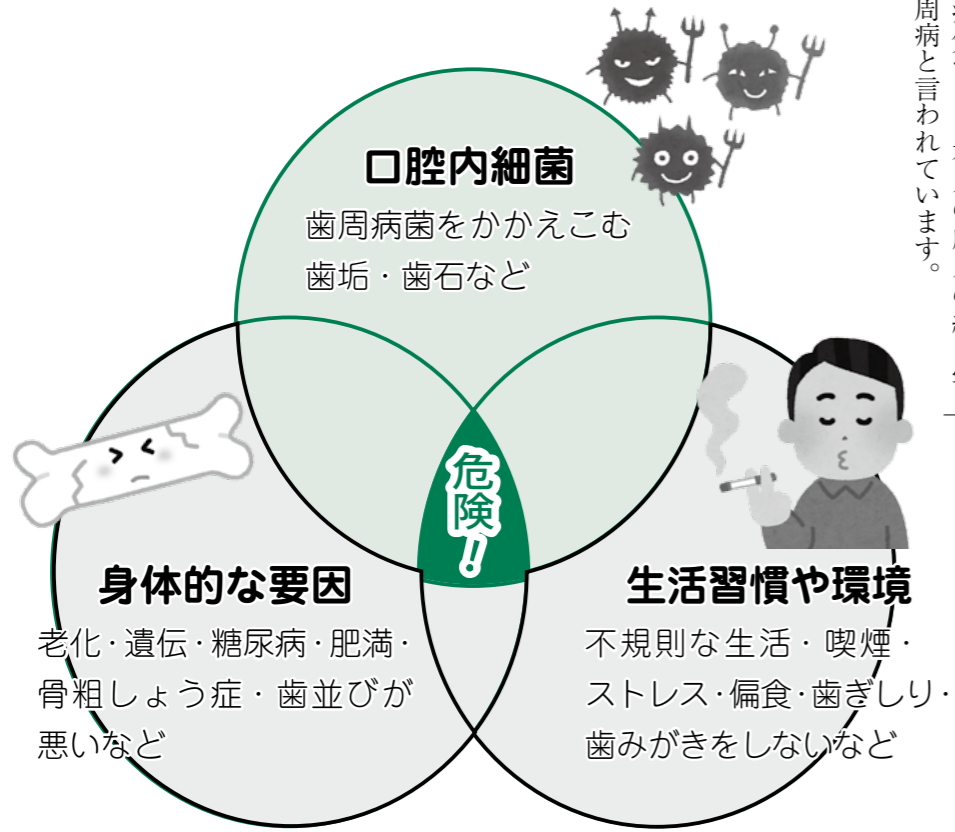 周病と言われています。
口腔内細菌
歯周病菌をかかえこむ
歯垢・歯石など
危険!!
身体的な要因
老化・遺伝・糖尿病・肥満・
骨粗しょう症・歯並びが
悪いなど
生活習慣や環境
不規則な生活・喫煙・
ストレス・偏食・歯ぎしり・
歯みがきをしないなど